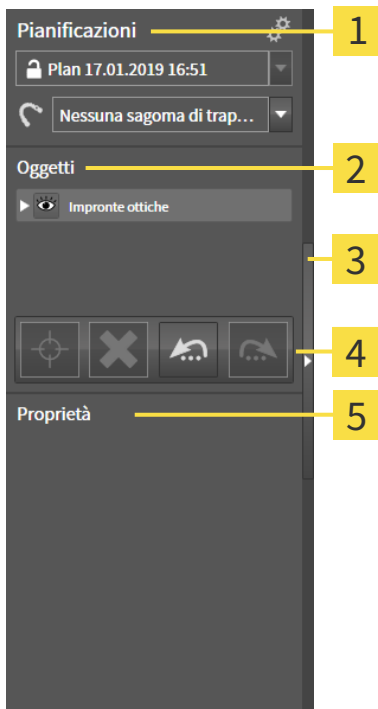 Pianificazioni
1
Plan 17.01.2019 16:51
Nessuna sagoma di trap...
Oggetti
2
Impronte ottiche
3
4
Proprietà
5